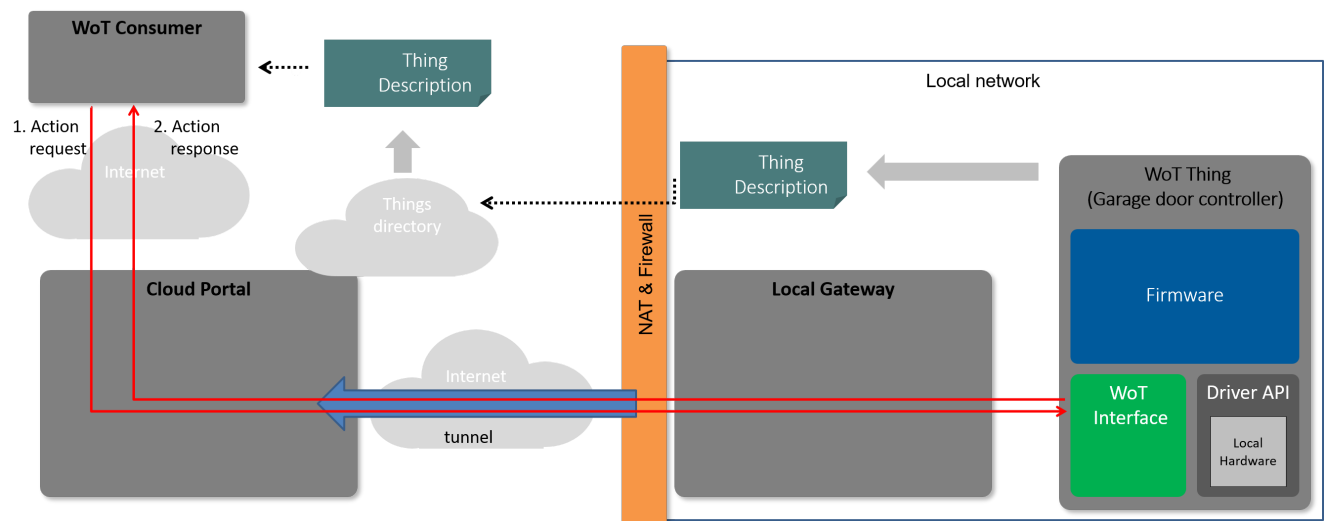 WoT Consumer
Thing
Description
Local network
1. Action
request
2. Action
response
Internet
Thing
Description
WoT Thing
(Garage door controller)
Things
directory
NAT & Firewall
Firmware
Cloud Portal
Local Gateway
Internet
tunnel
WoT
Interface
Driver API
Local
Hardware